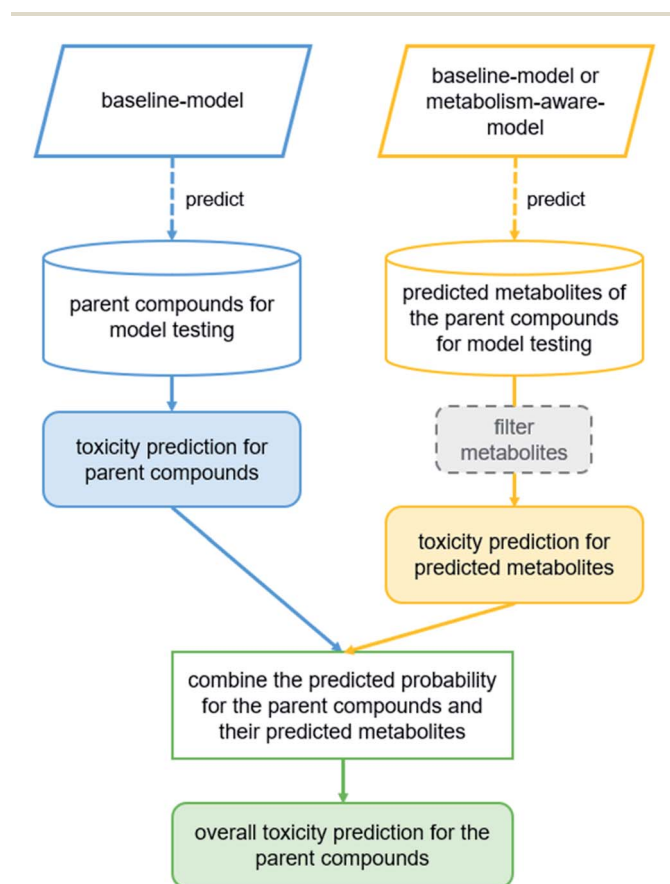 baseline-model
predict
parent compounds for
model testing
toxicity prediction for
parent compounds
baseline-model or
metabolism-aware-
model
predict
predicted metabolites of
the parent compounds
for model testing
filter
metabolites
toxicity prediction for
predicted metabolites
combine the predicted probability
for the parent compounds and
their predicted metabolites
overall toxicity prediction for the
parent compounds